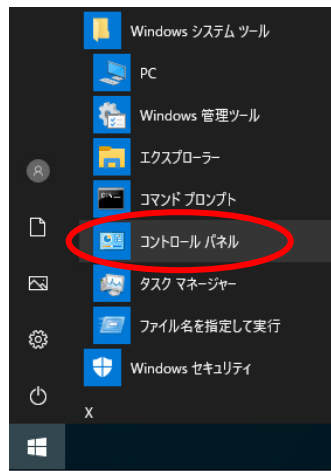 Windows システム ツール
PC
Windows 管理ツール
エクスプローラー
コマンド プロンプト
コントロール パネル
タスク マネージャー
ファイル名を指定して実行
Windows セキュリティ
X